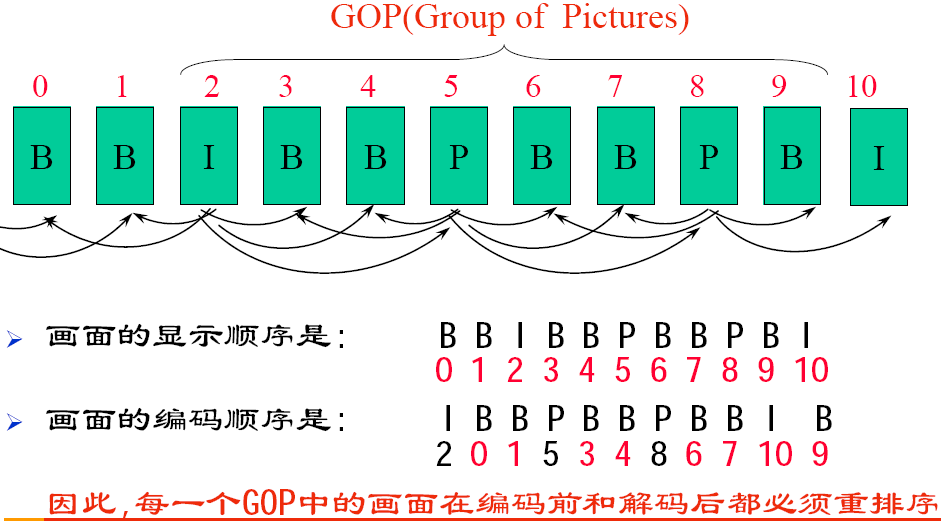 GOP(Group of Pictures)
0 1 2 3 4 5 6 7 8 9 10
B B I B B P B B P B I
画面的显示顺序是: B B I B B P B B P B I
0 1 2 3 4 5 6 7 8 9 10
画面的编码顺序是: I B B P B B P B B I B
2 0 1 5 3 4 8 6 7 10 9
因此,每一个GOP中的画面在编码前和解码后都必须重排序